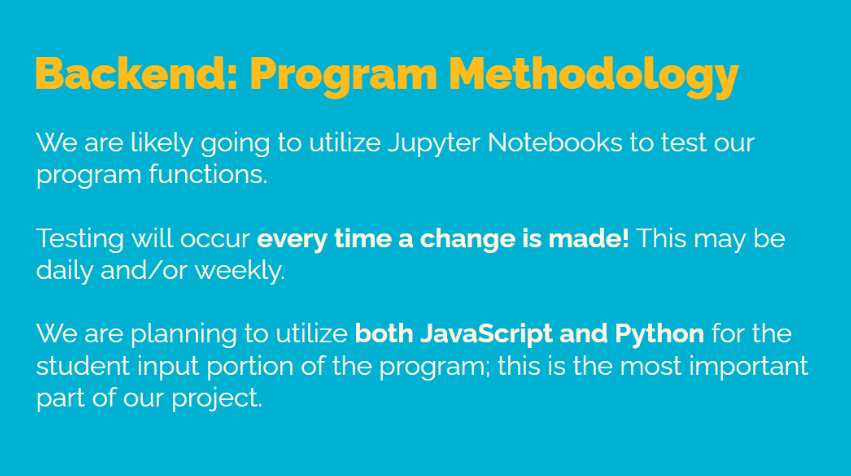 Backend: Program Methodology
We are likely going to utilize Jupyter Notebooks to test our
program functions.
Testing will occur every time a change is made! This may be
daily and/or weekly.
We are planning to utilize both JavaScript and Python for the
student input portion of the program; this is the most important
part of our project.